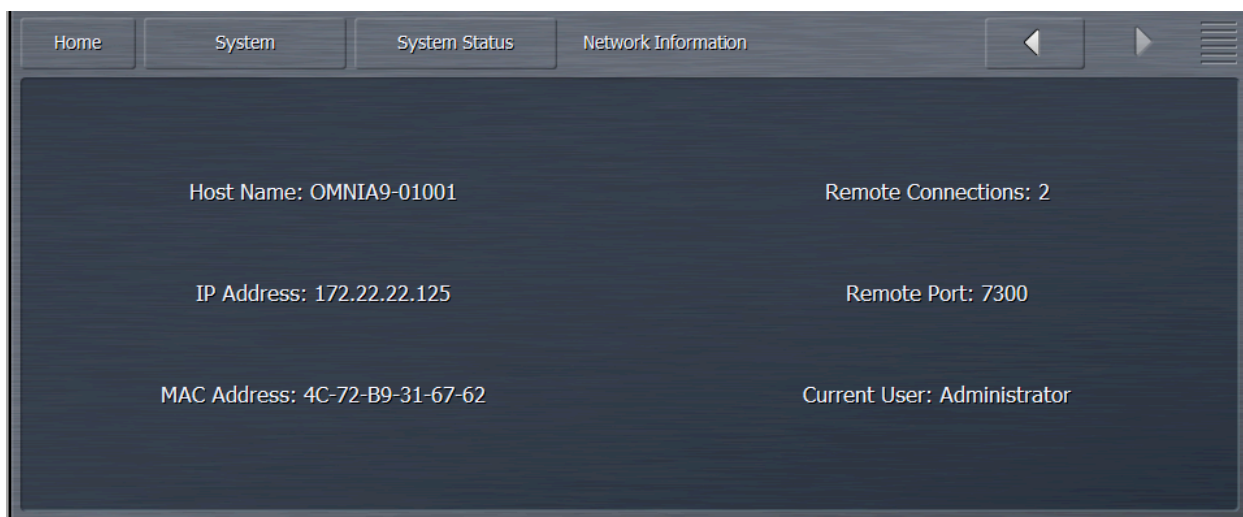 Home System System Status Network Information
Host Name: OMNIA9-01001 Remote Connections: 2
IP Address: 172.22.22.125 Remote Port: 7300
MAC Address: 4C-72-B9-31-67-62 Current User: Administrator